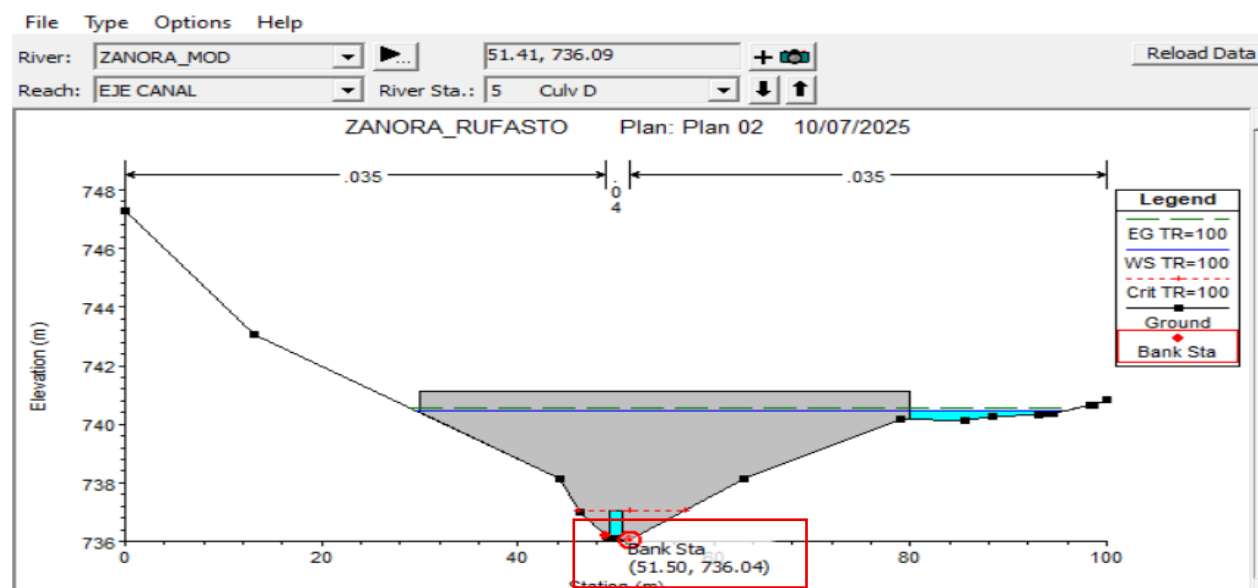 File Type Options Help
River: ZANORA_MOD ... 51.41, 736.09 + Reload Data
Reach: EJE CANAL River Sta.: 5 Culv D
ZANORA_RUFASTO Plan: Plan 02 10/07/2025
.035 .04 .035
Legend
EG TR=100
WS TR=100
Crit TR=100
Ground
Bank Sta
748
746
744
742
740
738
736
Elevation (m)
Bank Sta
(51.50, 736.04)
0 20 40 60 80 100
Station (m)